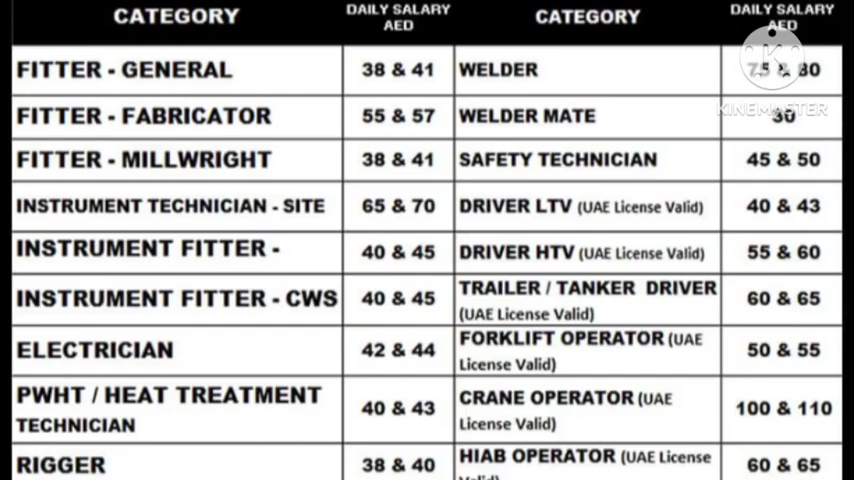 CATEGORY DAILY SALARY AED CATEGORY DAILY SALARY AED
FITTER - GENERAL 38 & 41 WELDER 75 & 80
FITTER - FABRICATOR 55 & 57 WELDER MATE 30
KINEMASTER
FITTER - MILLWRIGHT 38 & 41 SAFETY TECHNICIAN 45 & 50
INSTRUMENT TECHNICIAN - SITE 65 & 70 DRIVER LTV (UAE License Valid) 40 & 43
INSTRUMENT FITTER - 40 & 45 DRIVER HTV (UAE License Valid) 55 & 60
INSTRUMENT FITTER - CWS 40 & 45 TRAILER / TANKER DRIVER
(UAE License Valid) 60 & 65
ELECTRICIAN 42 & 44 FORKLIFT OPERATOR (UAE
License Valid) 50 & 55
PWHT / HEAT TREATMENT
TECHNICIAN 40 & 43 CRANE OPERATOR (UAE
License Valid) 100 & 110
RIGGER 38 & 40 HIAB OPERATOR (UAE License
Valid) 60 & 65